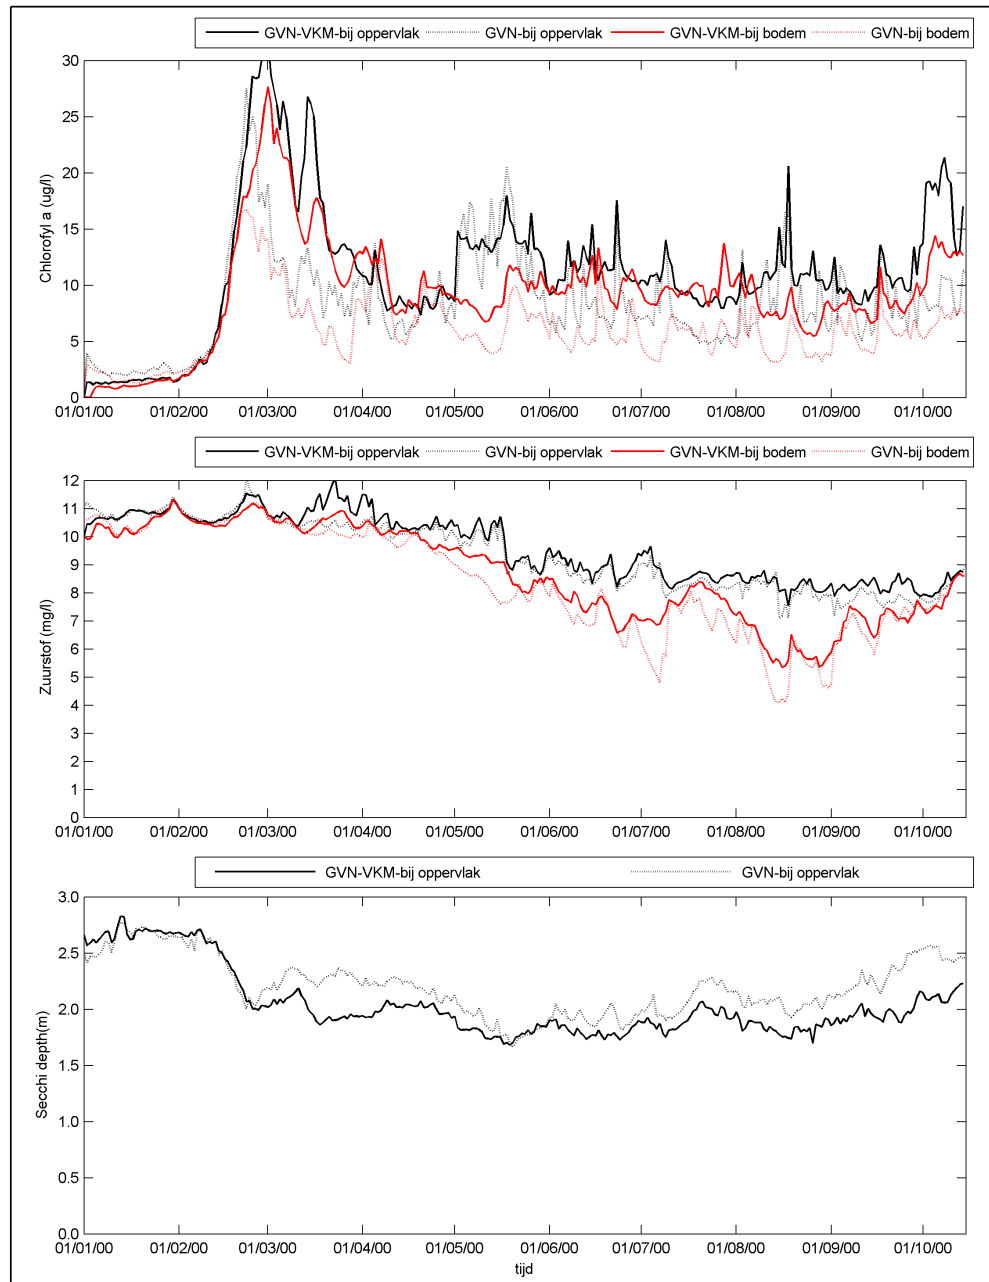 GVN-VKM-bij oppervlak GVN-bij oppervlak GVN-VKM-bij bodem GVN-bij bodem
30
25
20
15
10
5
0
Chlorofyl a (ug/l)
01/01/00 01/02/00 01/03/00 01/04/00 01/05/00 01/06/00 01/07/00 01/08/00 01/09/00 01/10/00
GVN-VKM-bij oppervlak GVN-bij oppervlak GVN-VKM-bij bodem GVN-bij bodem
12
11
10
9
8
7
6
5
4
3
2
1
0
Zuurstof (mg/l)
01/01/00 01/02/00 01/03/00 01/04/00 01/05/00 01/06/00 01/07/00 01/08/00 01/09/00 01/10/00
GVN-VKM-bij oppervlak GVN-bij oppervlak
3.0
2.5
2.0
1.5
1.0
0.5
0.0
Secchi depth(m)
01/01/00 01/02/00 01/03/00 01/04/00 01/05/00 01/06/00 01/07/00 01/08/00 01/09/00 01/10/00
tijd